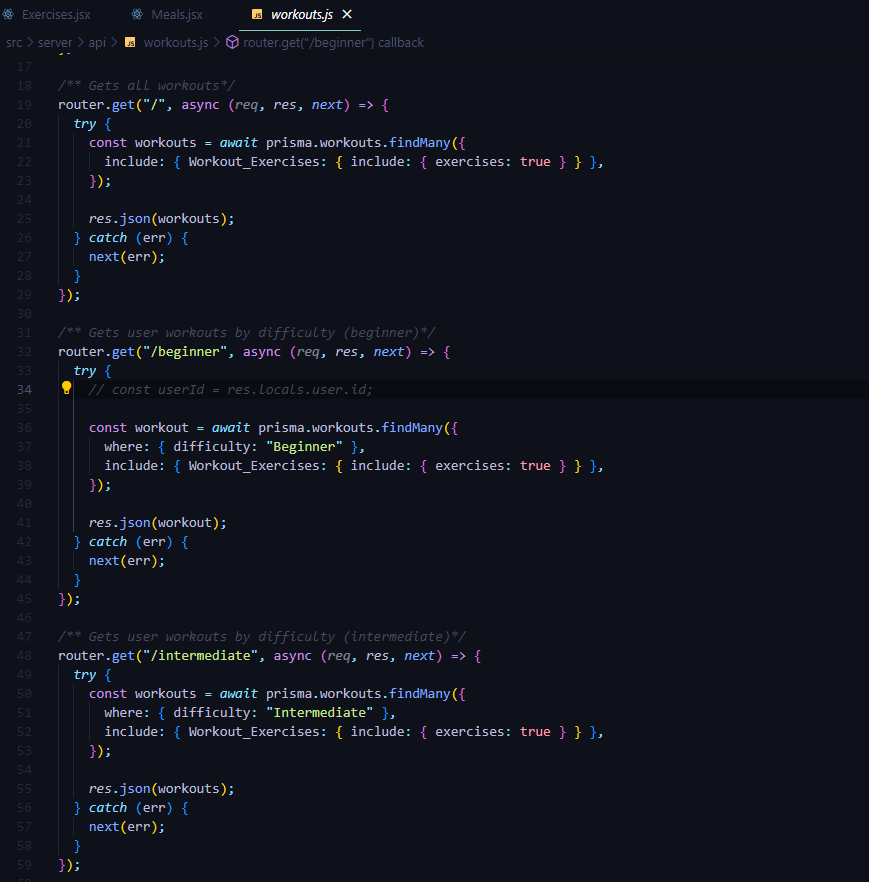 Exercises.jsx Meals.jsx JS workouts.js ×
src > server > api > JS workouts.js > router.get("/beginner") callback
17
18 /** Gets all workouts*/
19 router.get("/", async (req, res, next) => {
20 try {
21 const workouts = await prisma.workouts.findMany({
22 include: { Workout_Exercises: { include: { exercises: true } } },
23 });
24
25 res.json(workouts);
26 } catch (err) {
27 next(err);
28 }
29 });
30
31 /** Gets user workouts by difficulty (beginner)*/
32 router.get("/beginner", async (req, res, next) => {
33 try {
34 // const userId = res.locals.user.id;
35
36 const workout = await prisma.workouts.findMany({
37 where: { difficulty: "Beginner" },
38 include: { Workout_Exercises: { include: { exercises: true } } },
39 });
40
41 res.json(workout);
42 } catch (err) {
43 next(err);
44 }
45 });
46
47 /** Gets user workouts by difficulty (intermediate)*/
48 router.get("/intermediate", async (req, res, next) => {
49 try {
50 const workouts = await prisma.workouts.findMany({
51 where: { difficulty: "Intermediate" },
52 include: { Workout_Exercises: { include: { exercises: true } } },
53 });
54
55 res.json(workouts);
56 } catch (err) {
57 next(err);
58 }
59 });